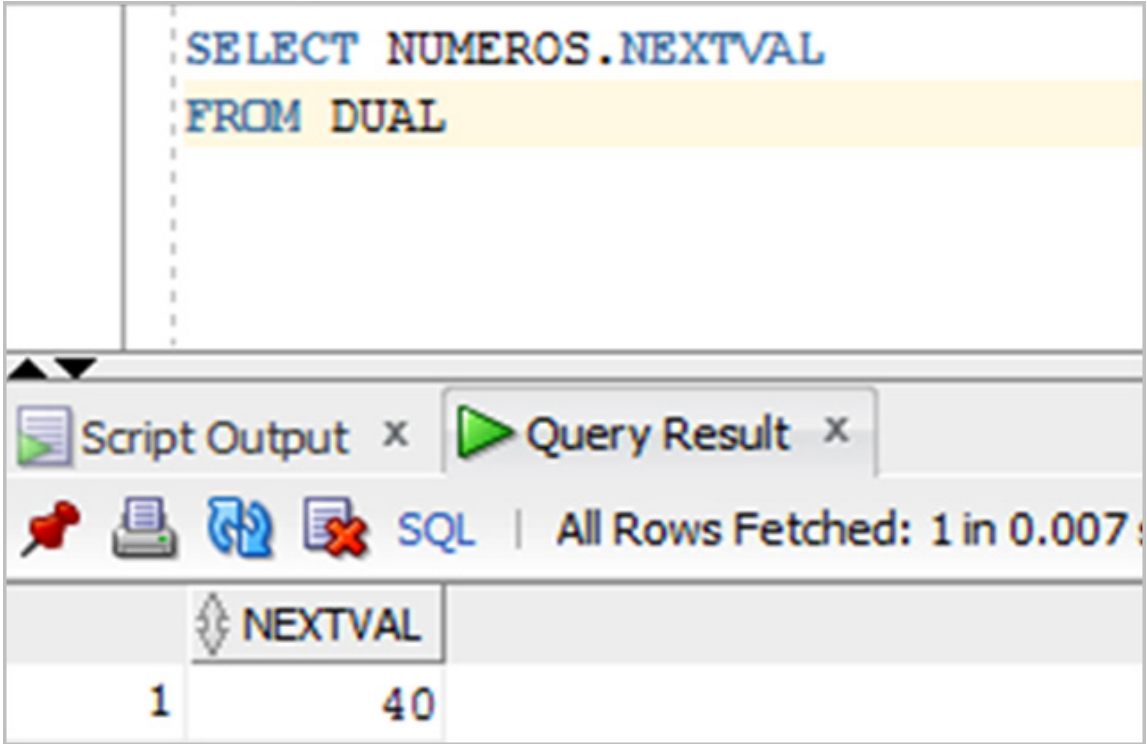 SELECT NUMEROS.NEXTVAL
FROM DUAL
Script Output x Query Result x
SQL | All Rows Fetched: 1 in 0.007
NEXTVAL
1 40